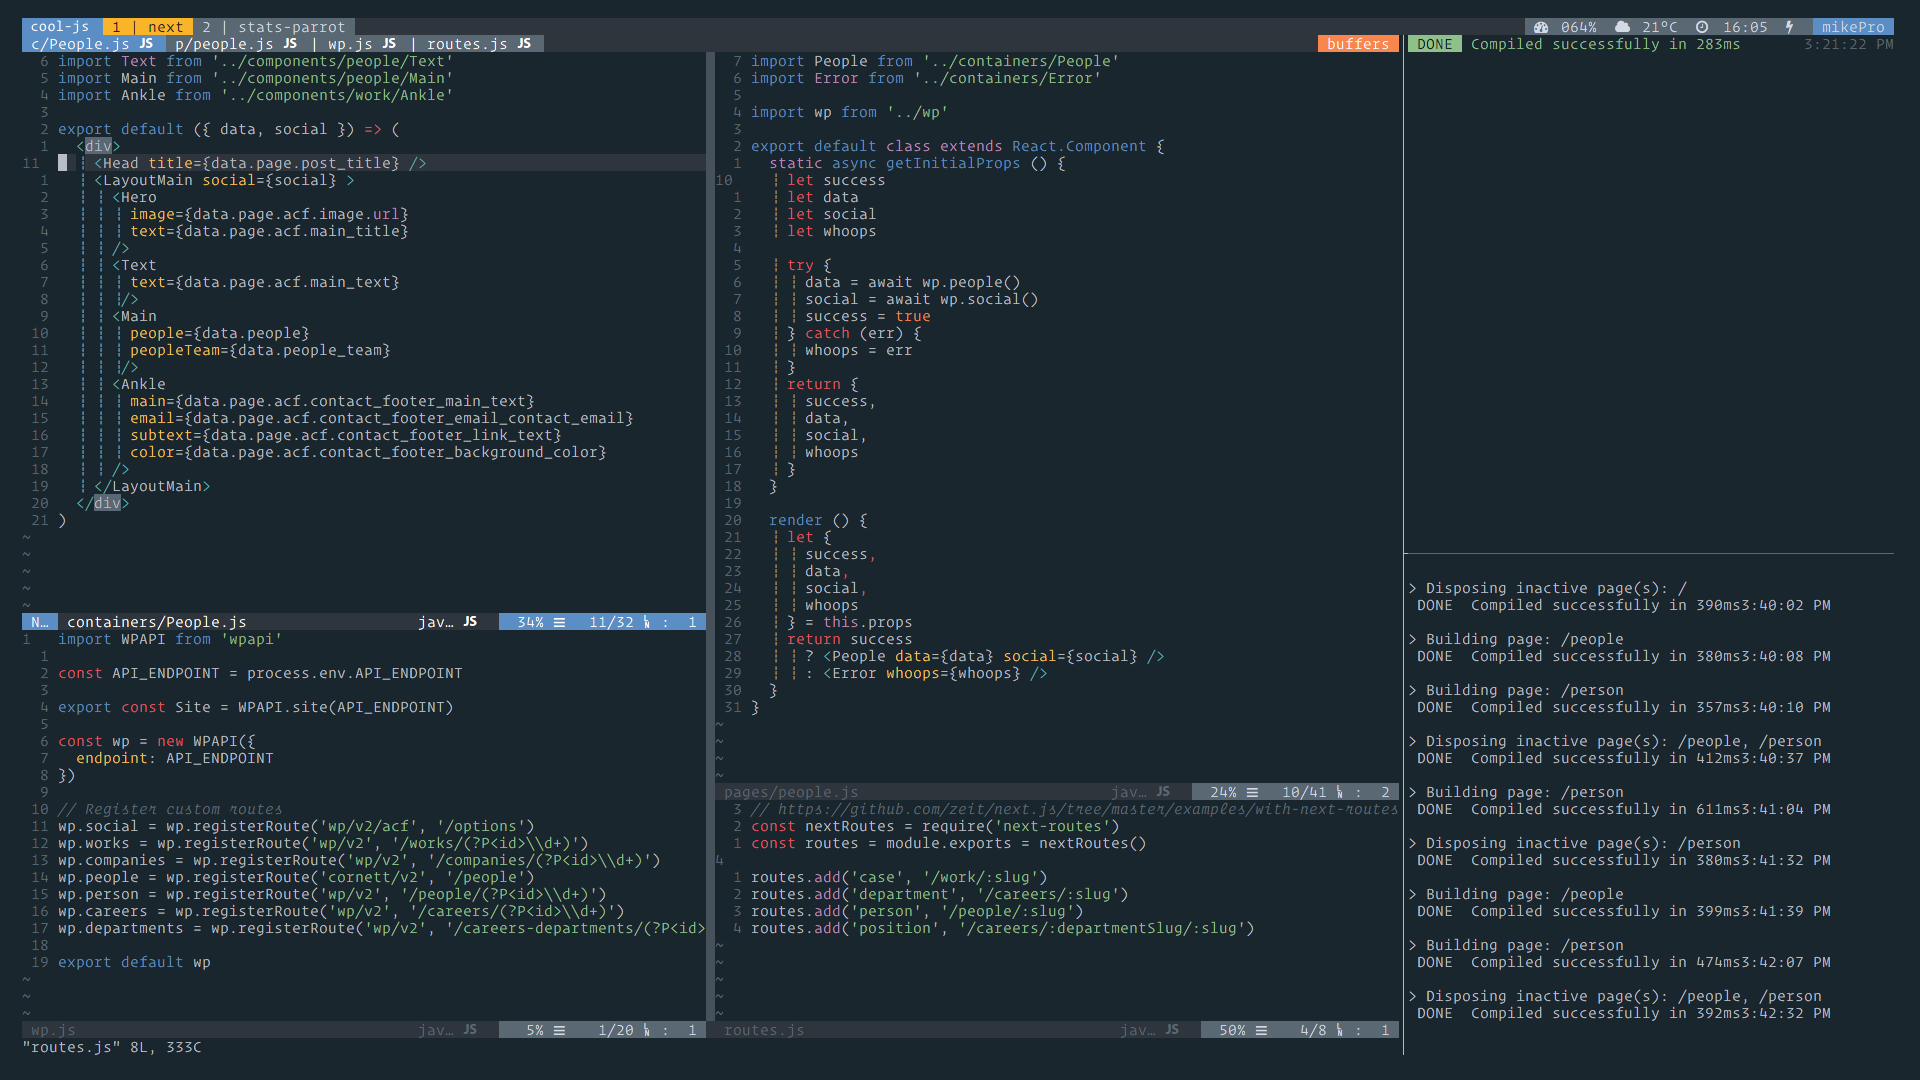 cool-js 1 | next 2 | stats-parrot 064% 21°C 16:05 mikePro
c/People.js JS p/people.js JS | wp.js JS | routes.js JS buffers
6 import Text from '../components/people/Text'
5 import Main from '../components/people/Main'
4 import Ankle from '../components/work/Ankle'
3
2 export default ({ data, social }) => (
1 <div>
11 <Head title={data.page.post_title} />
1 <LayoutMain social={social} >
2 <Hero
3 image={data.page.acf.image.url}
4 text={data.page.acf.main_title}
5 />
6 <Text
7 text={data.page.acf.main_text}
8 />
9 <Main
10 people={data.people}
11 peopleTeam={data.people_team}
12 />
13 <Ankle
14 main={data.page.acf.contact_footer_main_text}
15 email={data.page.acf.contact_footer_email_contact_email}
16 subtext={data.page.acf.contact_footer_link_text}
17 color={data.page.acf.contact_footer_background_color}
18 />
19 </LayoutMain>
20 </div>
21 )
~
~
~
~
~
N… containers/People.js jav… JS 34% ☰ 11/32 ␤ : 1
1 import WPAPI from 'wpapi'
1
2 const API_ENDPOINT = process.env.API_ENDPOINT
3
4 export const Site = WPAPI.site(API_ENDPOINT)
5
6 const wp = new WPAPI({
7 endpoint: API_ENDPOINT
8 })
9
10 // Register custom routes
11 wp.social = wp.registerRoute('wp/v2/acf', '/options')
12 wp.works = wp.registerRoute('wp/v2', '/works/(?P<id>\\d+)')
13 wp.companies = wp.registerRoute('wp/v2', '/companies/(?P<id>\\d+)')
14 wp.people = wp.registerRoute('cornett/v2', '/people')
15 wp.person = wp.registerRoute('wp/v2', '/people/(?P<id>\\d+)')
16 wp.careers = wp.registerRoute('wp/v2', '/careers/(?P<id>\\d+)')
17 wp.departments = wp.registerRoute('wp/v2', '/careers-departments/(?P<id>
18
19 export default wp
~
~
~
wp.js jav… JS 5% ☰ 1/20 ␤ : 1
"routes.js" 8L, 333C
7 import People from '../containers/People'
6 import Error from '../containers/Error'
5
4 import wp from '../wp'
3
2 export default class extends React.Component {
1 static async getInitialProps () {
10 let success
1 let data
2 let social
3 let whoops
4
5 try {
6 data = await wp.people()
7 social = await wp.social()
8 success = true
9 } catch (err) {
10 whoops = err
11 }
12 return {
13 success,
14 data,
15 social,
16 whoops
17 }
18 }
19
20 render () {
21 let {
22 success,
23 data,
24 social,
25 whoops
26 } = this.props
27 return success
28 ? <People data={data} social={social} />
29 : <Error whoops={whoops} />
30 }
31 }
~
~
~
~
pages/people.js jav… JS 24% ☰ 10/41 ␤ : 2
3 // https://github.com/zeit/next.js/tree/master/examples/with-next-routes
2 const nextRoutes = require('next-routes')
1 const routes = module.exports = nextRoutes()
4
1 routes.add('case', '/work/:slug')
2 routes.add('department', '/careers/:slug')
3 routes.add('person', '/people/:slug')
4 routes.add('position', '/careers/:departmentSlug/:slug')
~
~
~
~
~
routes.js jav… JS 50% ☰ 4/8 ␤ : 1
DONE Compiled successfully in 283ms 3:21:22 PM
> Disposing inactive page(s): /
DONE Compiled successfully in 390ms3:40:02 PM
> Building page: /people
DONE Compiled successfully in 380ms3:40:08 PM
> Building page: /person
DONE Compiled successfully in 357ms3:40:10 PM
> Disposing inactive page(s): /people, /person
DONE Compiled successfully in 412ms3:40:37 PM
> Building page: /person
DONE Compiled successfully in 611ms3:41:04 PM
> Disposing inactive page(s): /person
DONE Compiled successfully in 380ms3:41:32 PM
> Building page: /people
DONE Compiled successfully in 399ms3:41:39 PM
> Building page: /person
DONE Compiled successfully in 474ms3:42:07 PM
> Disposing inactive page(s): /people, /person
DONE Compiled successfully in 392ms3:42:32 PM